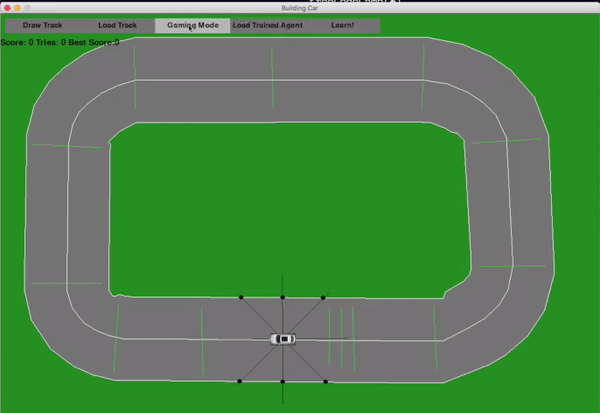 Building Car
Draw Track Load Track Gaming Mode Load Trained Agent Learn!
Score: 0 Tries: 0 Best Score:0